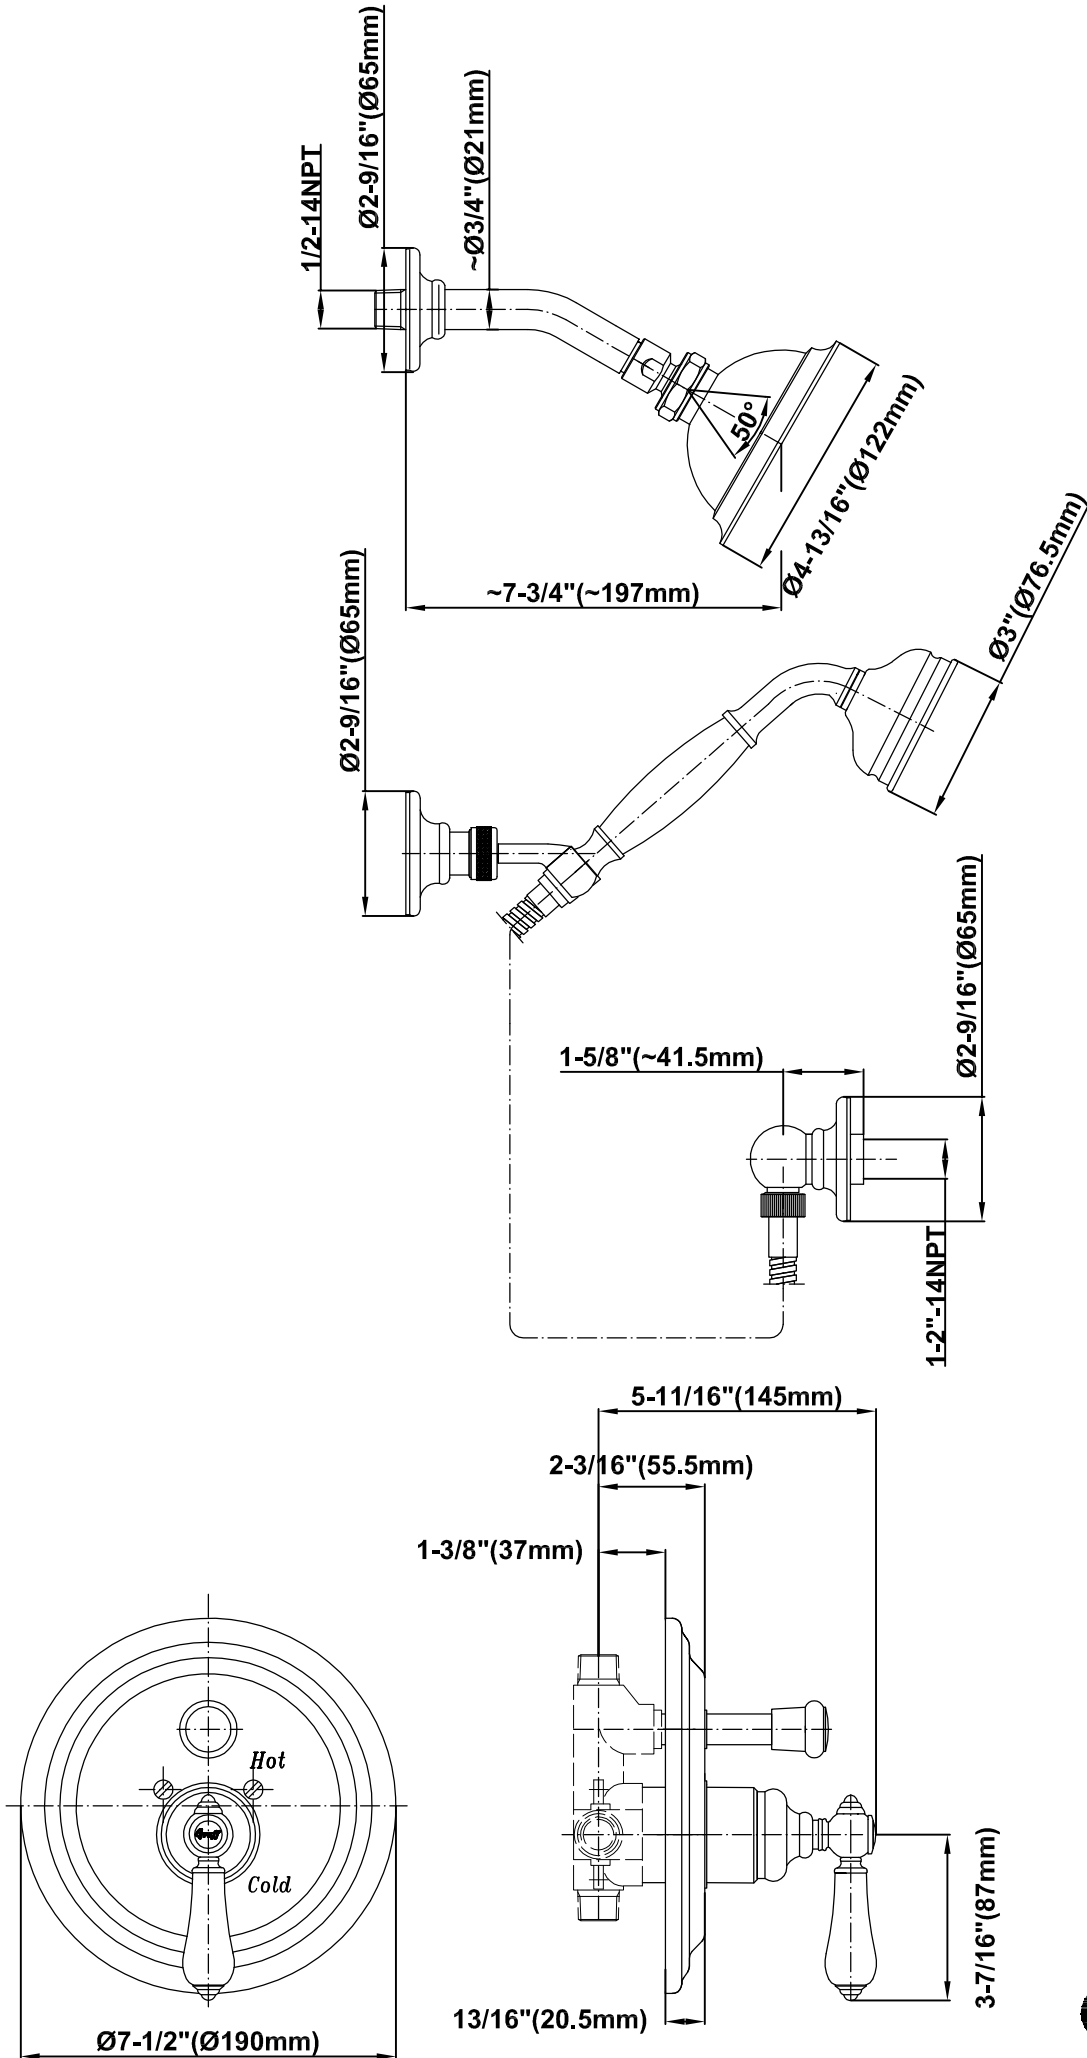 Ø2-9/16"(Ø65mm)
1/2-14NPT
~Ø3/4"(Ø21mm)
50°
Ø4-13/16"(Ø122mm)
~7-3/4"(~197mm)
Ø3"(Ø76.5mm)
Ø2-9/16"(Ø65mm)
Ø2-9/16"(Ø65mm)
1-5/8"(~41.5mm)
1-2"-14NPT
5-11/16"(145mm)
2-3/16"(55.5mm)
1-3/8"(37mm)
Hot
Cold
3-7/16"(87mm)
13/16"(20.5mm)
Ø7-1/2"(Ø190mm)